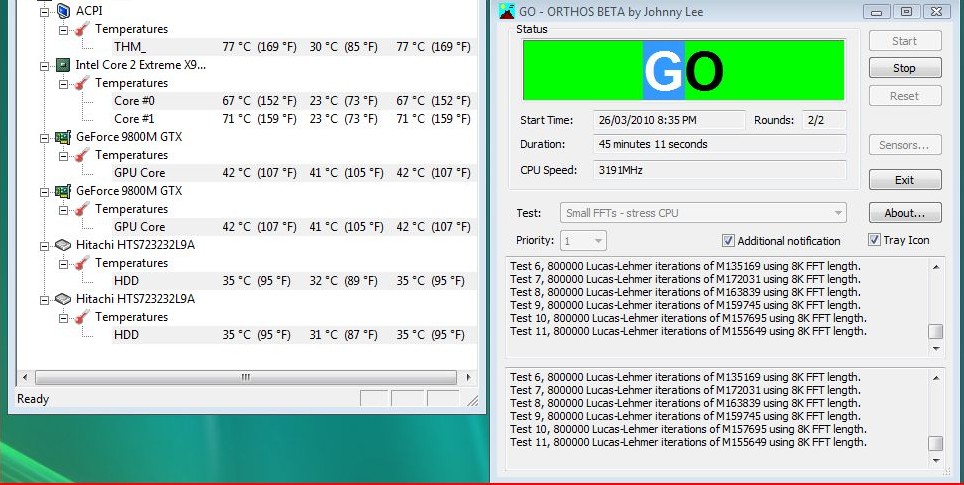 ACPI
Temperatures
THM_ 77 °C (169 °F) 30 °C (85 °F) 77 °C (169 °F)
Intel Core 2 Extreme X9...
Temperatures
Core #0 67 °C (152 °F) 23 °C (73 °F) 67 °C (152 °F)
Core #1 71 °C (159 °F) 23 °C (73 °F) 71 °C (159 °F)
GeForce 9800M GTX
Temperatures
GPU Core 42 °C (107 °F) 41 °C (105 °F) 42 °C (107 °F)
GeForce 9800M GTX
Temperatures
GPU Core 42 °C (107 °F) 41 °C (105 °F) 42 °C (107 °F)
Hitachi HTS723232L9A
Temperatures
HDD 35 °C (95 °F) 32 °C (89 °F) 35 °C (95 °F)
Hitachi HTS723232L9A
Temperatures
HDD 35 °C (95 °F) 31 °C (87 °F) 35 °C (95 °F)
Ready
GO - ORTHOS BETA by Johnny Lee
Status
GO
Start
Stop
Reset
Start Time: 26/03/2010 8:35 PM Rounds: 2/2
Duration: 45 minutes 11 seconds
Sensors...
CPU Speed: 3191MHz
Exit
Test: Small FFTs - stress CPU
About...
Priority: 1 Additional notification Tray Icon
Test 6, 800000 Lucas-Lehmer iterations of M135169 using 8K FFT length.
Test 7, 800000 Lucas-Lehmer iterations of M172031 using 8K FFT length.
Test 8, 800000 Lucas-Lehmer iterations of M163839 using 8K FFT length.
Test 9, 800000 Lucas-Lehmer iterations of M159745 using 8K FFT length.
Test 10, 800000 Lucas-Lehmer iterations of M157695 using 8K FFT length.
Test 11, 800000 Lucas-Lehmer iterations of M155649 using 8K FFT length.
Test 6, 800000 Lucas-Lehmer iterations of M135169 using 8K FFT length.
Test 7, 800000 Lucas-Lehmer iterations of M172031 using 8K FFT length.
Test 8, 800000 Lucas-Lehmer iterations of M163839 using 8K FFT length.
Test 9, 800000 Lucas-Lehmer iterations of M159745 using 8K FFT length.
Test 10, 800000 Lucas-Lehmer iterations of M157695 using 8K FFT length.
Test 11, 800000 Lucas-Lehmer iterations of M155649 using 8K FFT length.